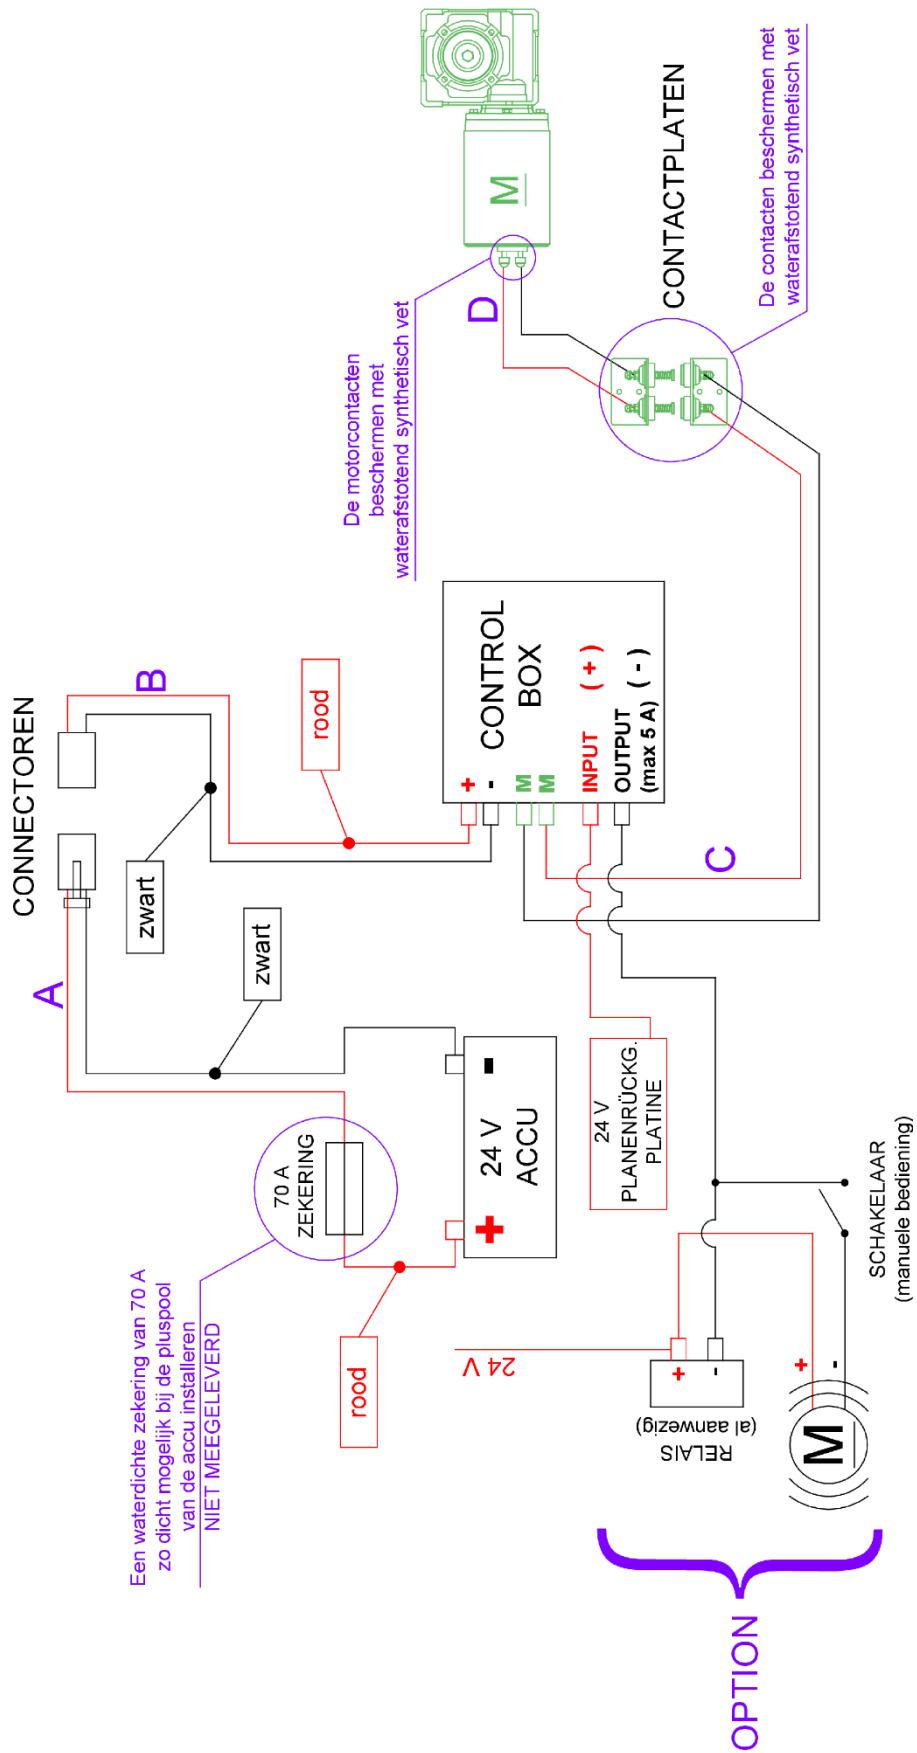 Een waterdichte zekering van 70 A
zo dicht mogelijk bij de pluspool
van de accu installeren
NIET MEEGELEVERD
70 A
ZEKERING
rood
zwart
A
CONNECTOREN
zwart
B
rood
24 V
ACCU
+
-
+
-
CONTROL
BOX
M
M
INPUT (+)
OUTPUT (-)
(max 5 A)
De motorcontacten
beschermen met
waterafstotend synthetisch vet
D
M
CONTACTPLATEN
De contacten beschermen met
waterafstotend synthetisch vet
C
24 V
PLANENRÜCKG.
PLATINE
24 V
RELAIS
(al aanwezig)
+
-
M
+
-
SCHAKELAAR
(manuele bediening)
OPTION